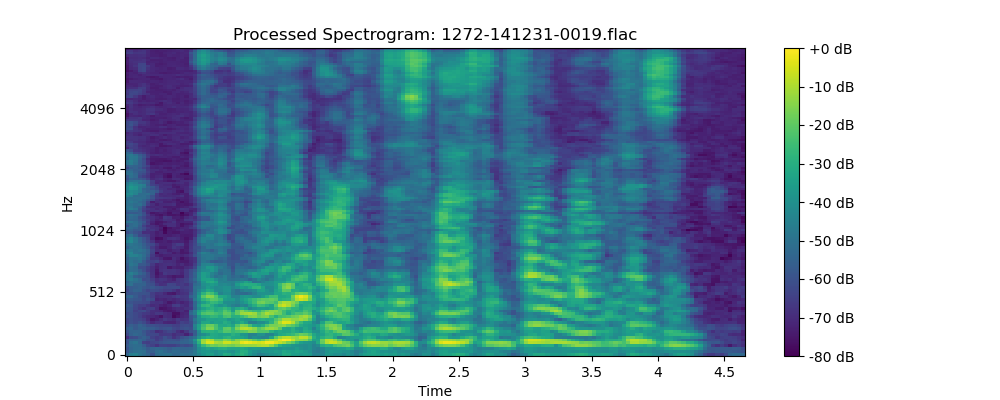 Processed Spectrogram: 1272-141231-0019.flac
Hz
4096
2048
1024
512
0
0 0.5 1 1.5 2 2.5 3 3.5 4 4.5
Time
+0 dB
-10 dB
-20 dB
-30 dB
-40 dB
-50 dB
-60 dB
-70 dB
-80 dB